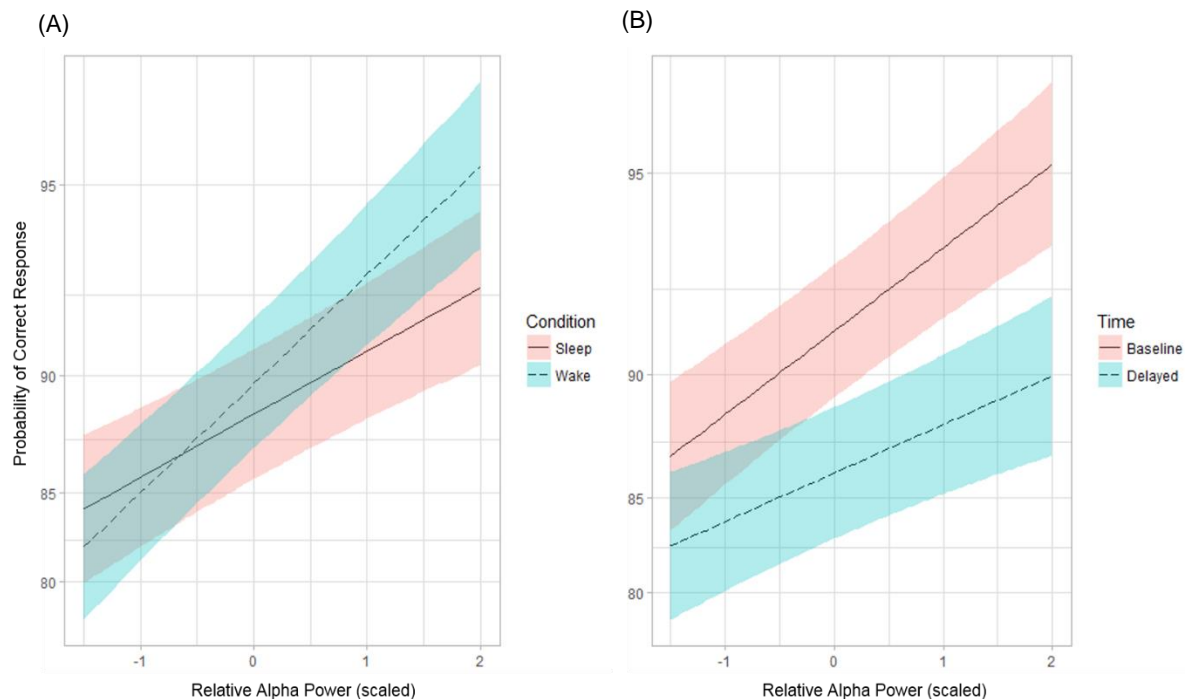 (A)
(B)
Probability of Correct Response
95
90
85
80
-1
0
1
2
Relative Alpha Power (scaled)
Condition
Sleep
Wake
95
90
85
80
-1
0
1
2
Relative Alpha Power (scaled)
Time
Baseline
Delayed